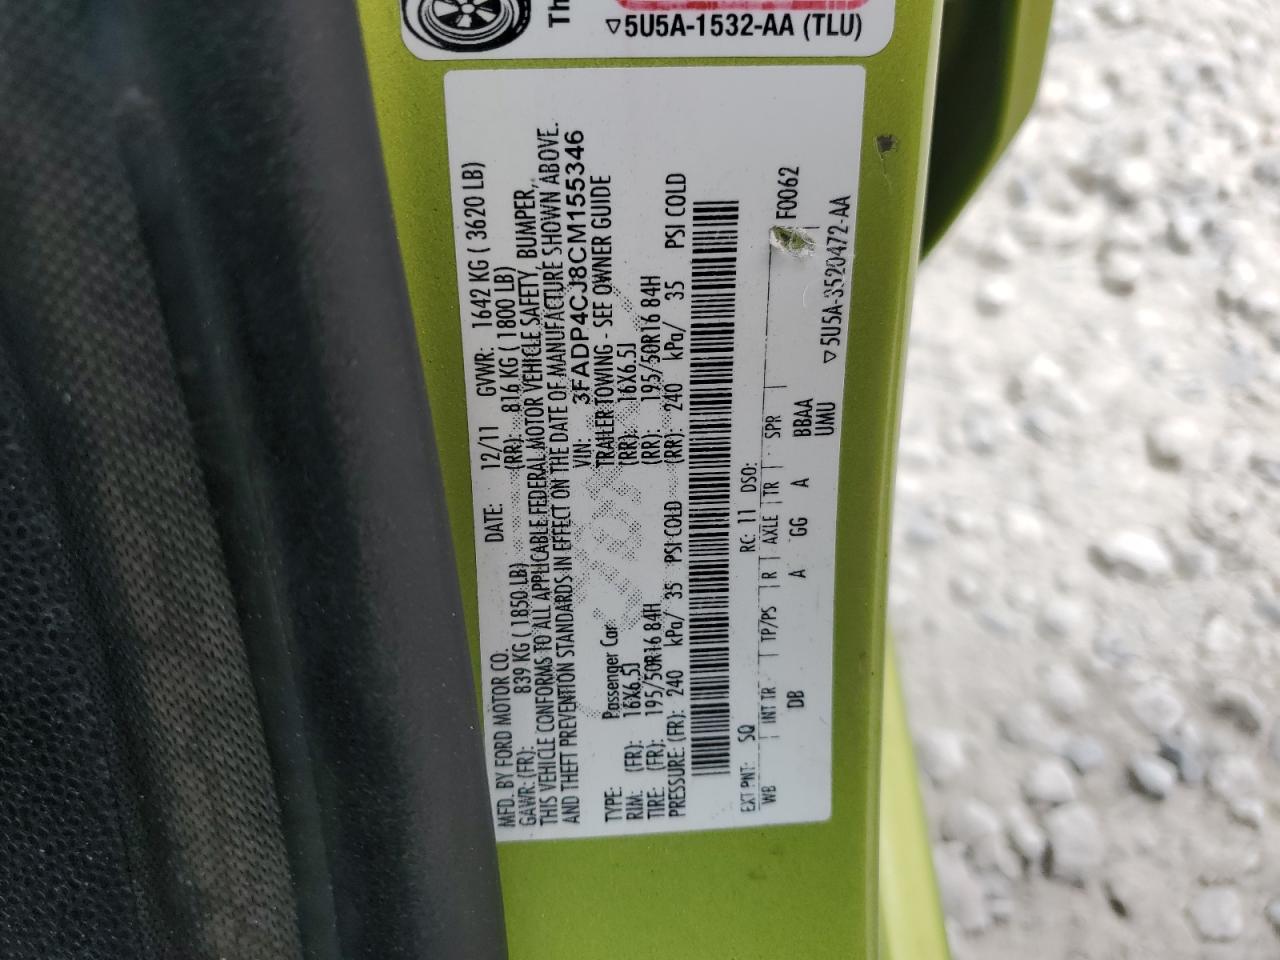 Th
▽5U5A-1532-AA (TLU)
MFD. BY FORD MOTOR CO. DATE: 12/11 GVWR: 1642 KG ( 3620 LB)
GAWR: (FR): 839 KG ( 1850 LB) (RR): 816 KG ( 1800 LB)
THIS VEHICLE CONFORMS TO ALL APPLICABLE FEDERAL MOTOR VEHICLE SAFETY, BUMPER,
AND THEFT PREVENTION STANDARDS IN EFFECT ON THE DATE OF MANUFACTURE SHOWN ABOVE.
VIN: 3FADP4CJ8CM155346
TYPE: Passenger Car TRAILER TOWING - SEE OWNER GUIDE
RIM: (FR): 16X6.5J (RR): 16X6.5J
TIRE: (FR): 195/50R16 84H (RR): 195/50R16 84H
PRESSURE: (FR): 240 kPa/ 35 PSI COLD (RR): 240 kPa/ 35 PSI COLD
EXT PNT: SQ RC: 11 DSO:
WB INT TR TP/PS R AXLE TR SPR F0062
DB A GG A BBAA
UMU
▽5U5A-3520472-AA